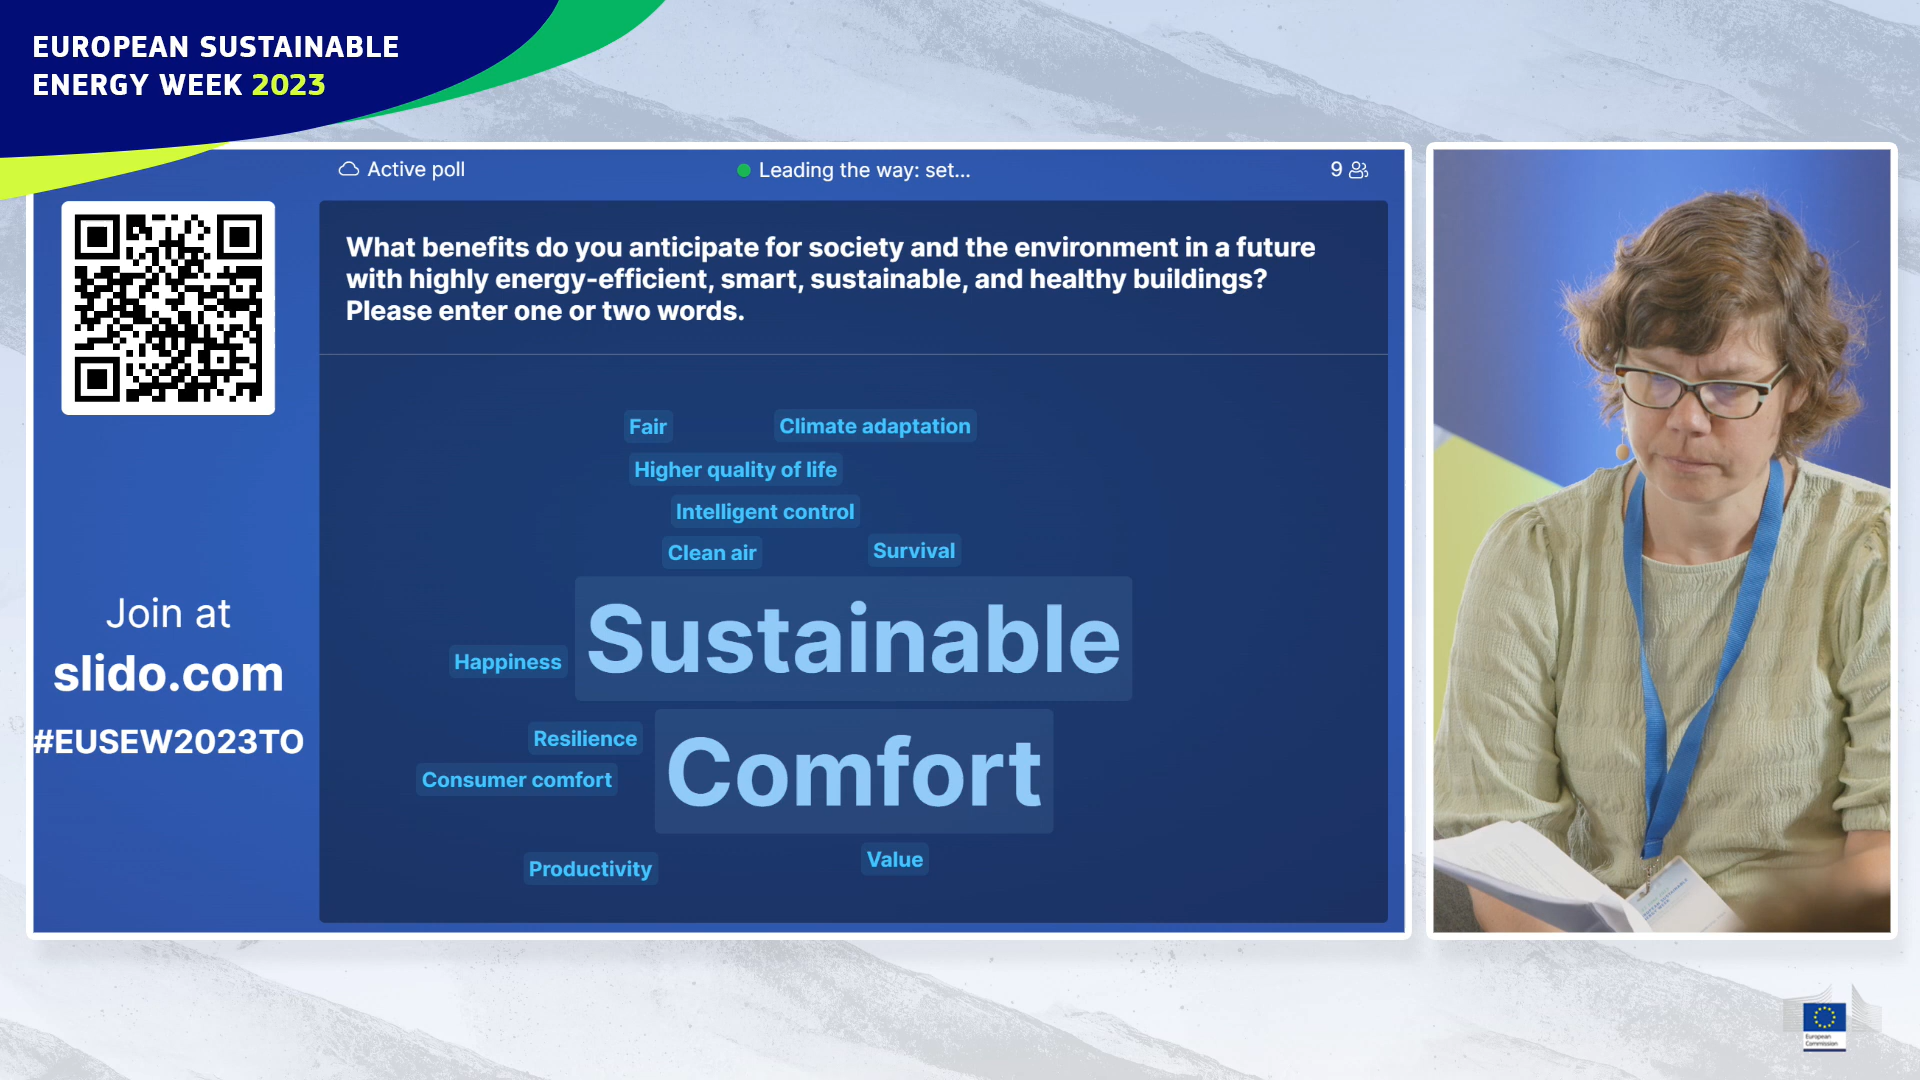 EUROPEAN SUSTAINABLE
ENERGY WEEK 2023
Active poll
Leading the way: set...
9
What benefits do you anticipate for society and the environment in a future
with highly energy-efficient, smart, sustainable, and healthy buildings?
Please enter one or two words.
Fair
Climate adaptation
Higher quality of life
Intelligent control
Clean air
Survival
Sustainable
Happiness
Resilience
Comfort
Consumer comfort
Productivity
Value
Join at
slido.com
#EUSEW2023TO
European
Commission